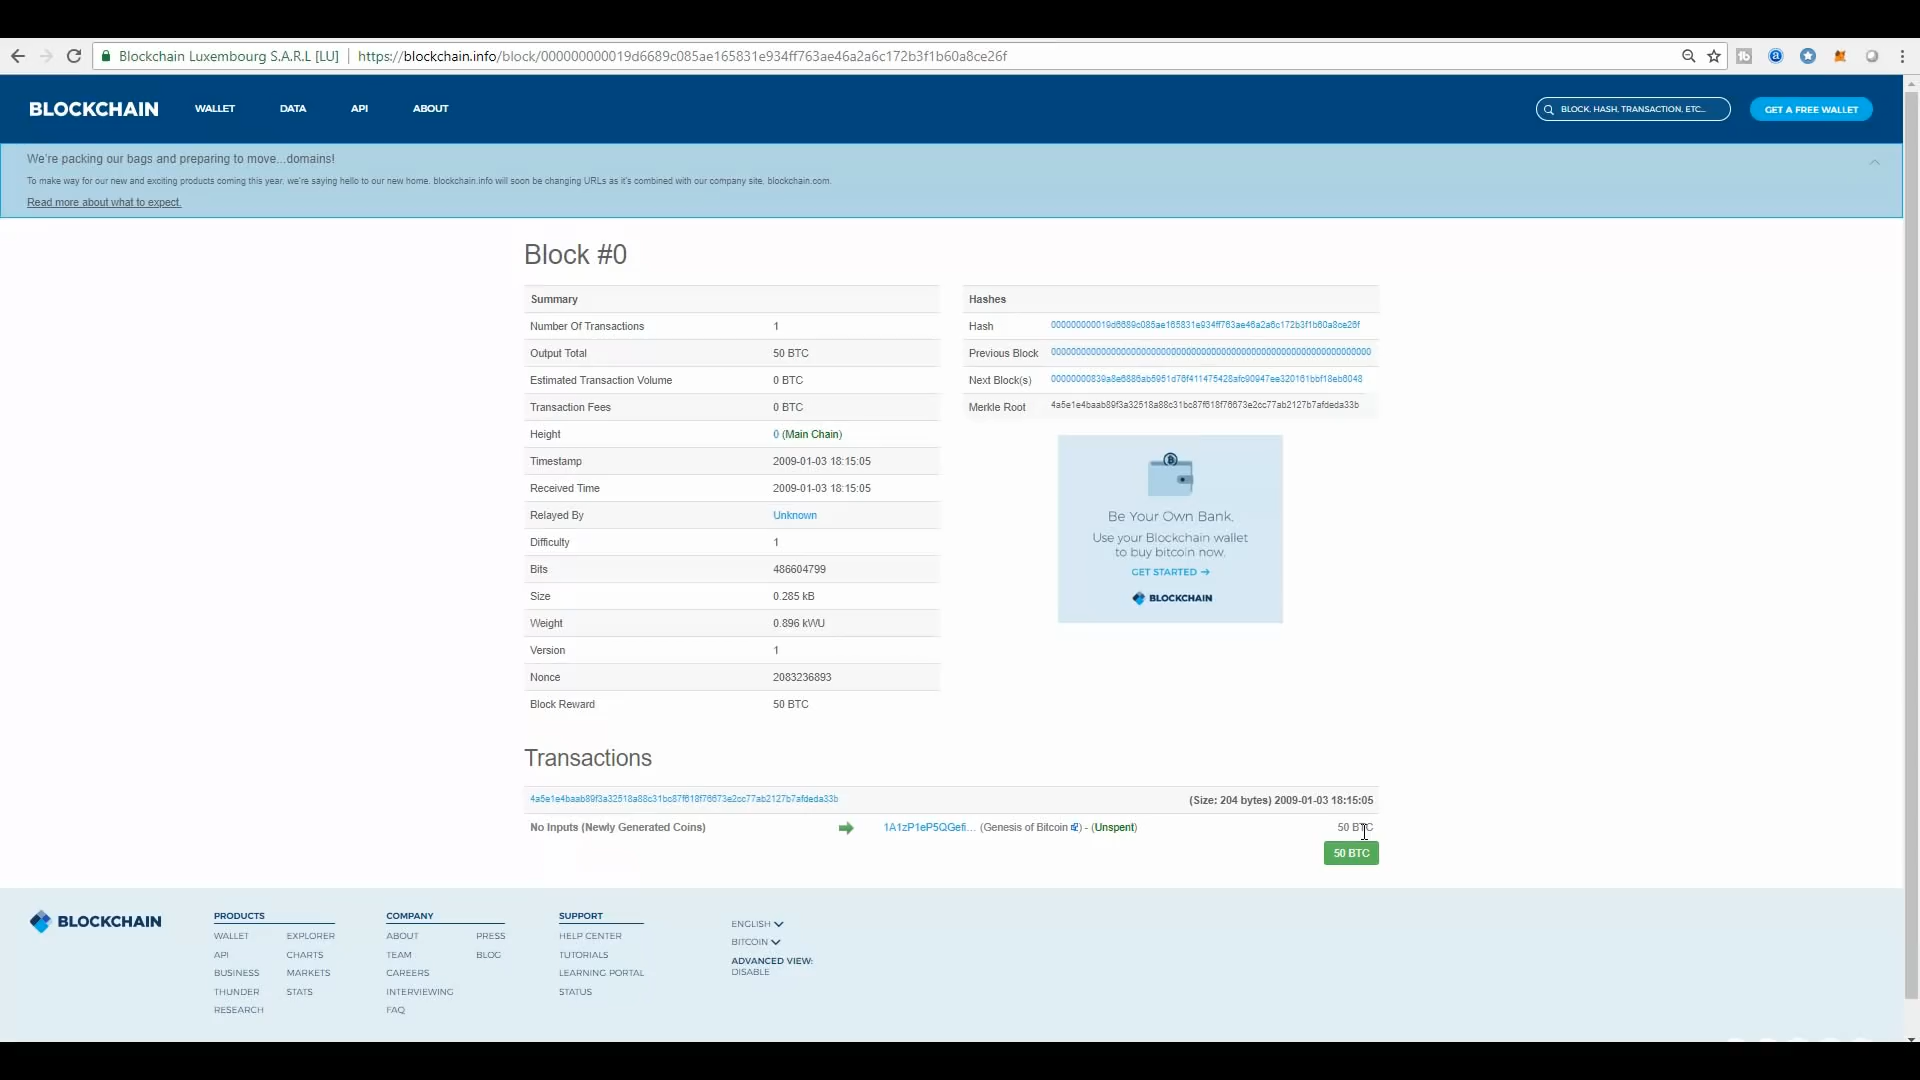 Blockchain Luxembourg S.A.R.L [LU]
https://blockchain.info/block/000000000019d6689c085ae165831e934ff763ae46a2a6c172b3f1b60a8ce26f
BLOCKCHAIN
WALLET
DATA
API
ABOUT
BLOCK, HASH, TRANSACTION, ETC...
GET A FREE WALLET
We're packing our bags and preparing to move...domains!
To make way for our new and exciting products coming this year, we're saying hello to our new home. blockchain.info will soon be changing URLs as it's combined with our company site, blockchain.com.
Read more about what to expect.
Block #0
Summary
Number Of Transactions 1
Output Total 50 BTC
Estimated Transaction Volume 0 BTC
Transaction Fees 0 BTC
Height 0 (Main Chain)
Timestamp 2009-01-03 18:15:05
Received Time 2009-01-03 18:15:05
Relayed By Unknown
Difficulty 1
Bits 486604799
Size 0.285 kB
Weight 0.896 kWU
Version 1
Nonce 2083236893
Block Reward 50 BTC
Hashes
Hash 000000000019d6689c085ae165831e934ff763ae46a2a6c172b3f1b60a8ce26f
Previous Block 0000000000000000000000000000000000000000000000000000000000000000
Next Block(s) 00000000839a8e6886ab5951d76f411475428afc90947ee320161bbf18eb6048
Merkle Root 4a5e1e4baab89f3a32518a88c31bc87f618f76673e2cc77ab2127b7afdeda33b
Be Your Own Bank.
Use your Blockchain wallet
to buy bitcoin now.
GET STARTED →
BLOCKCHAIN
Transactions
4a5e1e4baab89f3a32518a88c31bc87f618f76673e2cc77ab2127b7afdeda33b (Size: 204 bytes) 2009-01-03 18:15:05
No Inputs (Newly Generated Coins) 1A1zP1eP5QGefi... (Genesis of Bitcoin) - (Unspent) 50 BTC
50 BTC
BLOCKCHAIN
PRODUCTS
WALLET EXPLORER
API CHARTS
BUSINESS MARKETS
THUNDER STATS
RESEARCH
COMPANY
ABOUT PRESS
TEAM BLOG
CAREERS
INTERVIEWING
FAQ
SUPPORT
HELP CENTER
TUTORIALS
LEARNING PORTAL
STATUS
ENGLISH
BITCOIN
ADVANCED VIEW:
DISABLE